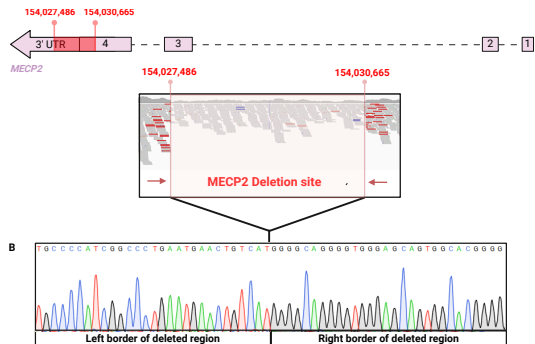 154,027,486 154,030,665
3' UTR 4 3 2 1
MECP2
154,027,486 154,030,665
MECP2 Deletion site
B
TGCCCCATCGGCCCTGAATGAACTGTCATGGGGCAGGGGTGGGAGCAGTGGCACGGGG
Left border of deleted region Right border of deleted region